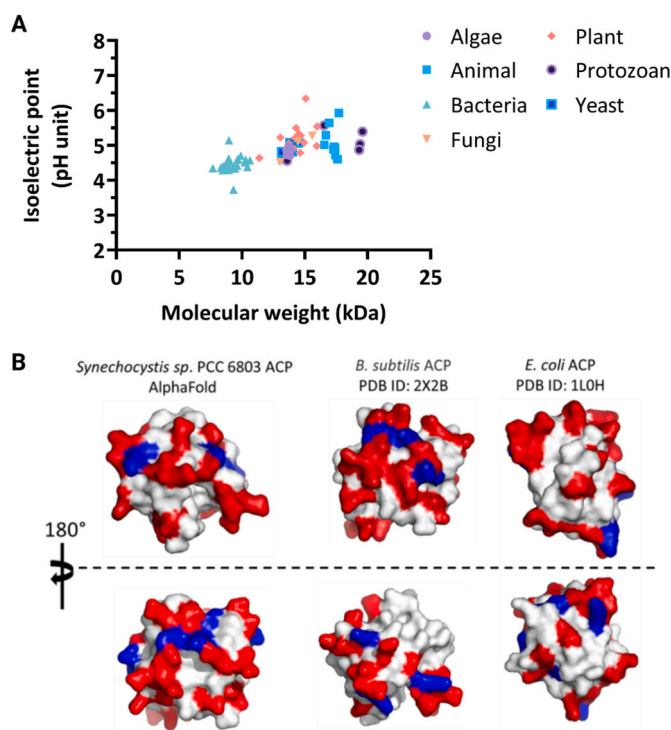 A
Isoelectric point
(pH unit)
8
7
6
5
4
3
2
0
5
10
15
20
25
Molecular weight (kDa)
Algae
Plant
Animal
Protozoan
Bacteria
Yeast
Fungi
B
Synechocystis sp. PCC 6803 ACP
AlphaFold
B. subtilis ACP
PDB ID: 2X2B
E. coli ACP
PDB ID: 1L0H
180°